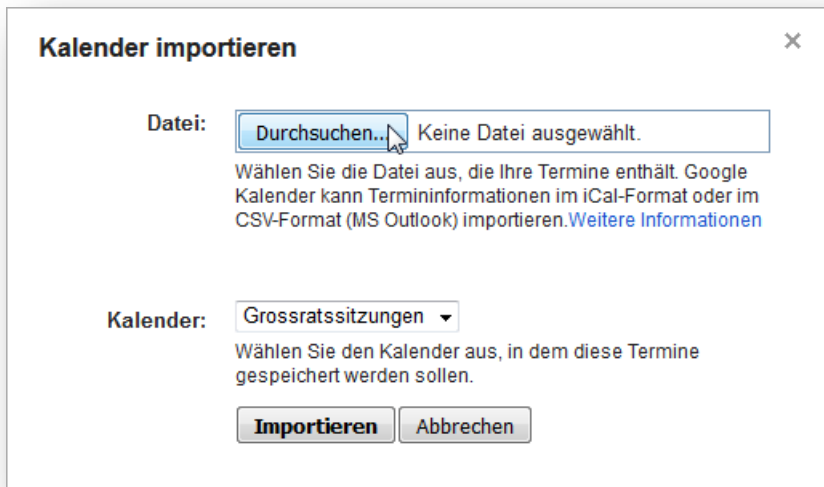 Kalender importieren
Datei: Durchsuchen... Keine Datei ausgewählt.
Wählen Sie die Datei aus, die Ihre Termine enthält. Google
Kalender kann Termininformationen im iCal-Format oder im
CSV-Format (MS Outlook) importieren.Weitere Informationen
Kalender: Grossratssitzungen
Wählen Sie den Kalender aus, in dem diese Termine
gespeichert werden sollen.
Importieren Abbrechen